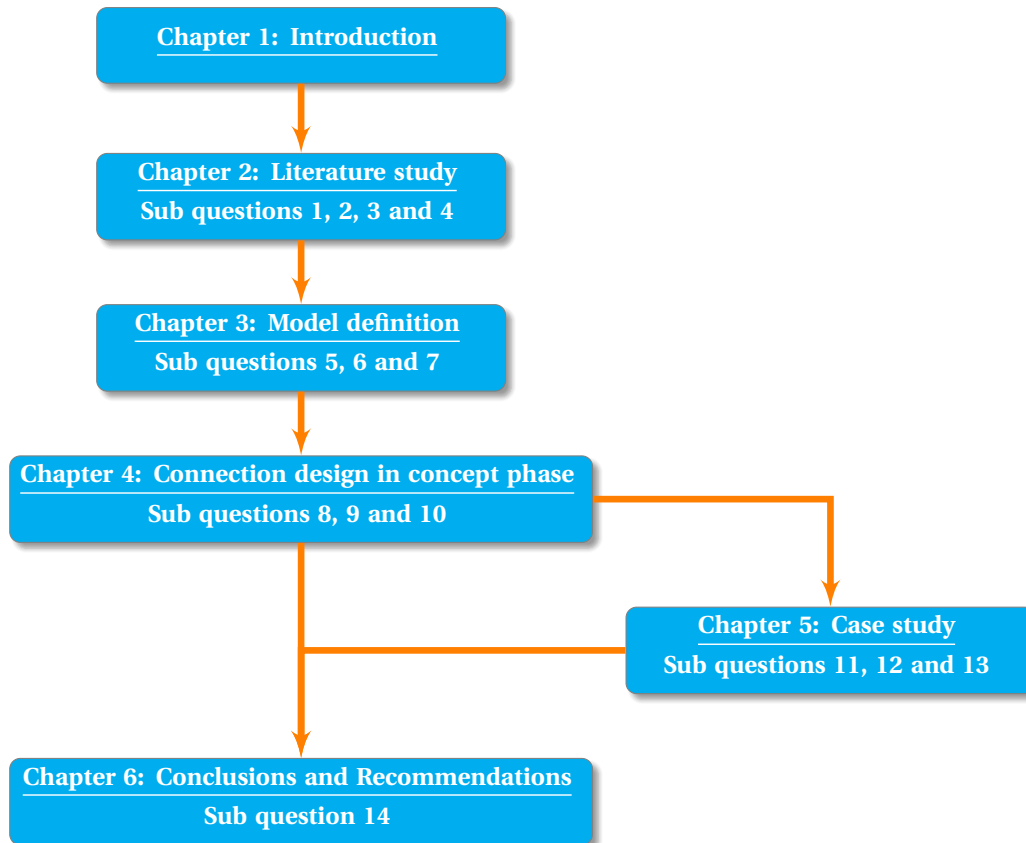 Chapter 1: Introduction
Chapter 2: Literature study
Sub questions 1, 2, 3 and 4
Chapter 3: Model definition
Sub questions 5, 6 and 7
Chapter 4: Connection design in concept phase
Sub questions 8, 9 and 10
Chapter 5: Case study
Sub questions 11, 12 and 13
Chapter 6: Conclusions and Recommendations
Sub question 14